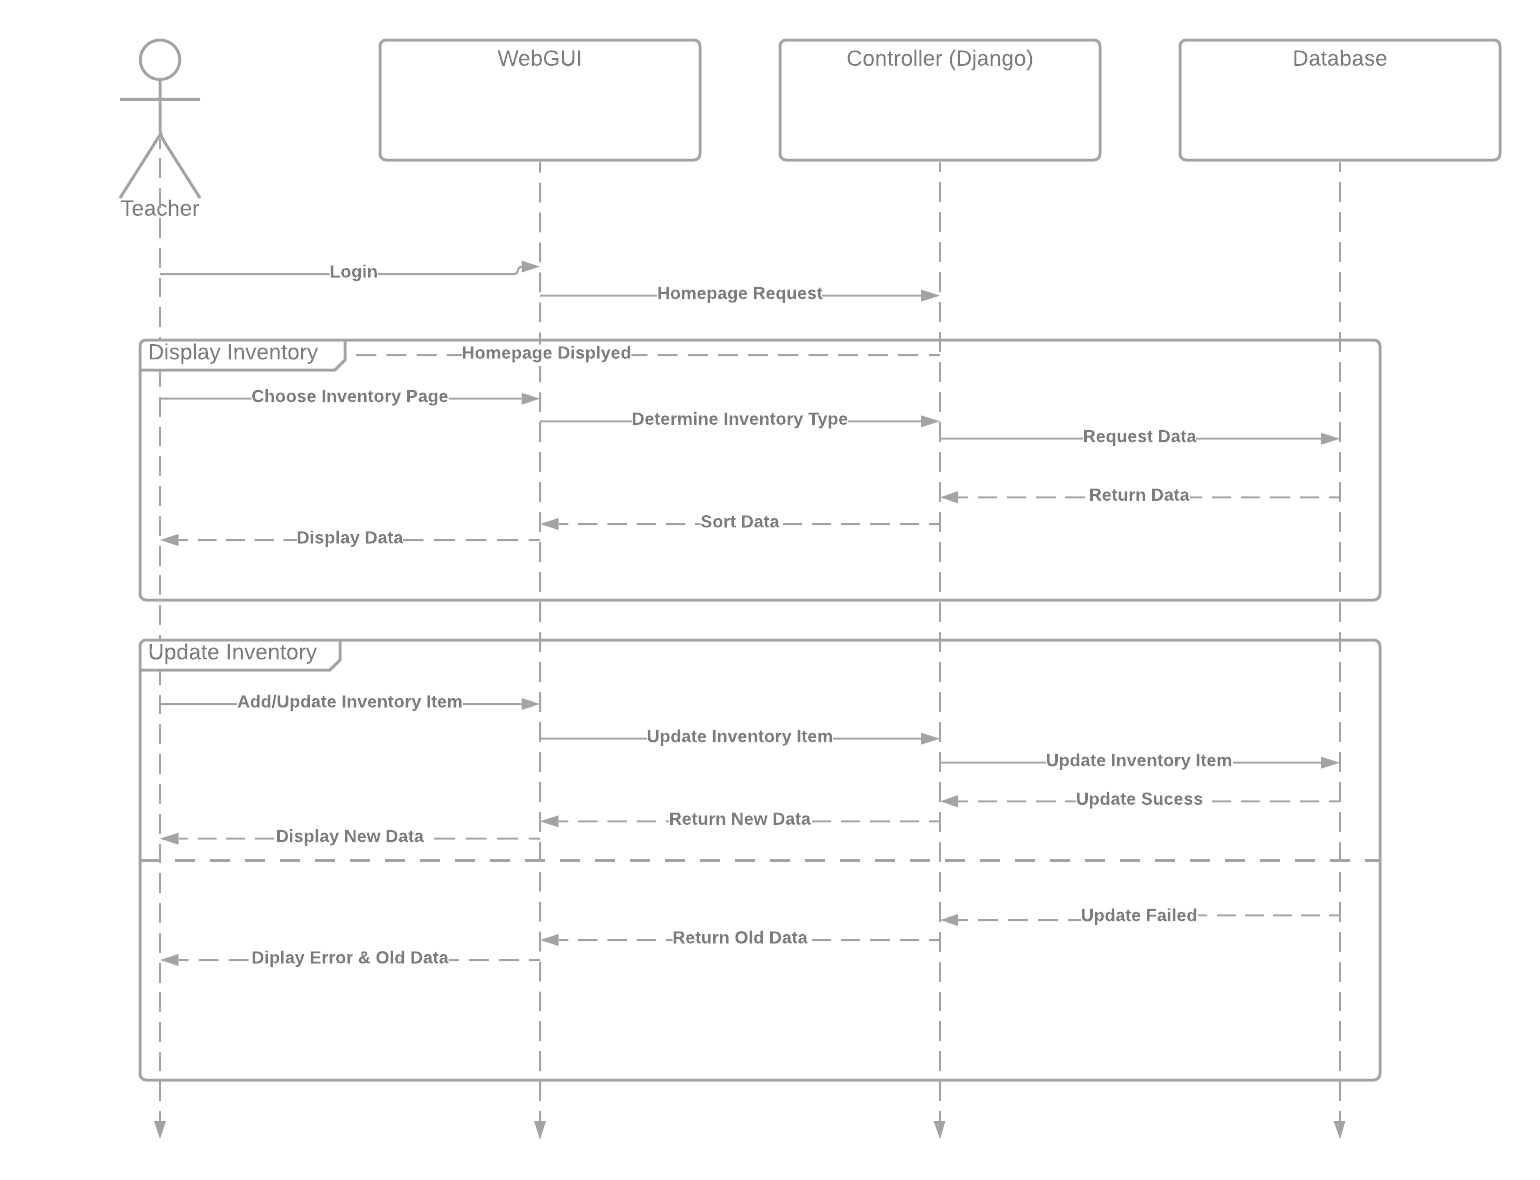 WebGUI
Controller (Django)
Database
Teacher
Login
Homepage Request
Display Inventory
Homepage Displyed
Choose Inventory Page
Determine Inventory Type
Request Data
Return Data
Sort Data
Display Data
Update Inventory
Add/Update Inventory Item
Update Inventory Item
Update Inventory Item
Update Sucess
Return New Data
Display New Data
Update Failed
Return Old Data
Diplay Error & Old Data